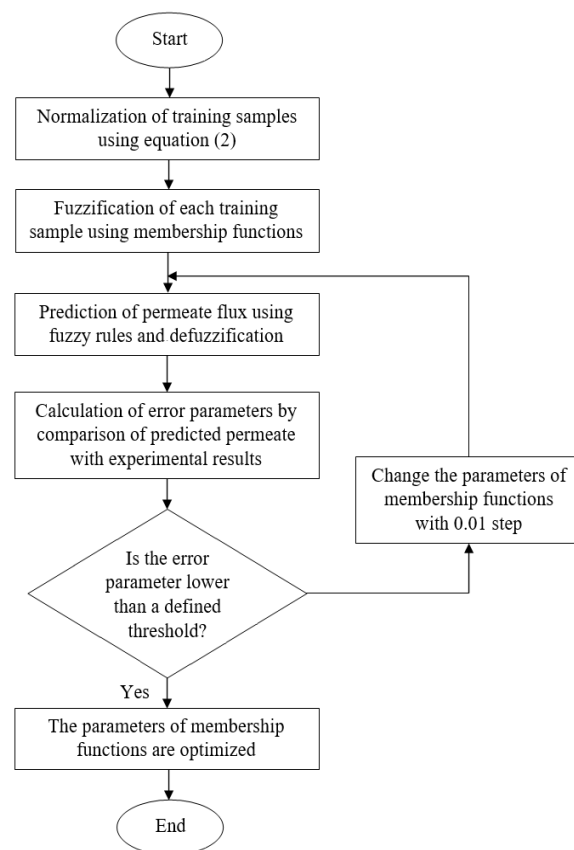 Start
Normalization of training samples
using equation (2)
Fuzzification of each training
sample using membership functions
Prediction of permeate flux using
fuzzy rules and defuzzification
Calculation of error parameters by
comparison of predicted permeate
with experimental results
Change the parameters of
membership functions
with 0.01 step
Is the error
parameter lower
than a defined
threshold?
Yes
The parameters of membership
functions are optimized
End